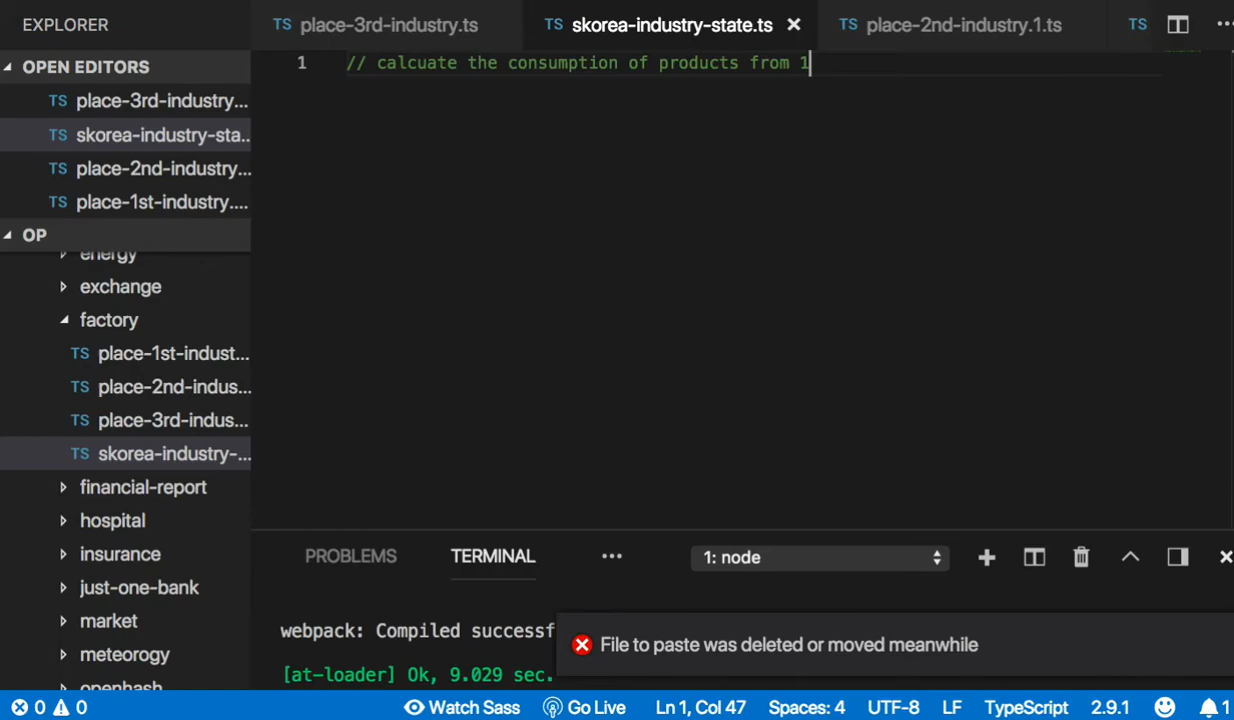 EXPLORER
TS place-3rd-industry.ts
TS skorea-industry-state.ts
TS place-2nd-industry.1.ts
TS
OPEN EDITORS
TS place-3rd-industry...
TS skorea-industry-sta..
TS place-2nd-industry...
TS place-1st-industry....
OP
energy
exchange
factory
TS place-1st-indust...
TS place-2nd-indus...
TS place-3rd-indus...
TS skorea-industry-...
financial-report
hospital
insurance
just-one-bank
market
meteorogy
openhash
1 // calcuate the consumption of products from 1
PROBLEMS TERMINAL ... 1: node
webpack: Compiled successf
[at-loader] Ok, 9.029 sec.
File to paste was deleted or moved meanwhile
0 0 Watch Sass Go Live Ln 1, Col 47 Spaces: 4 UTF-8 LF TypeScript 2.9.1 1